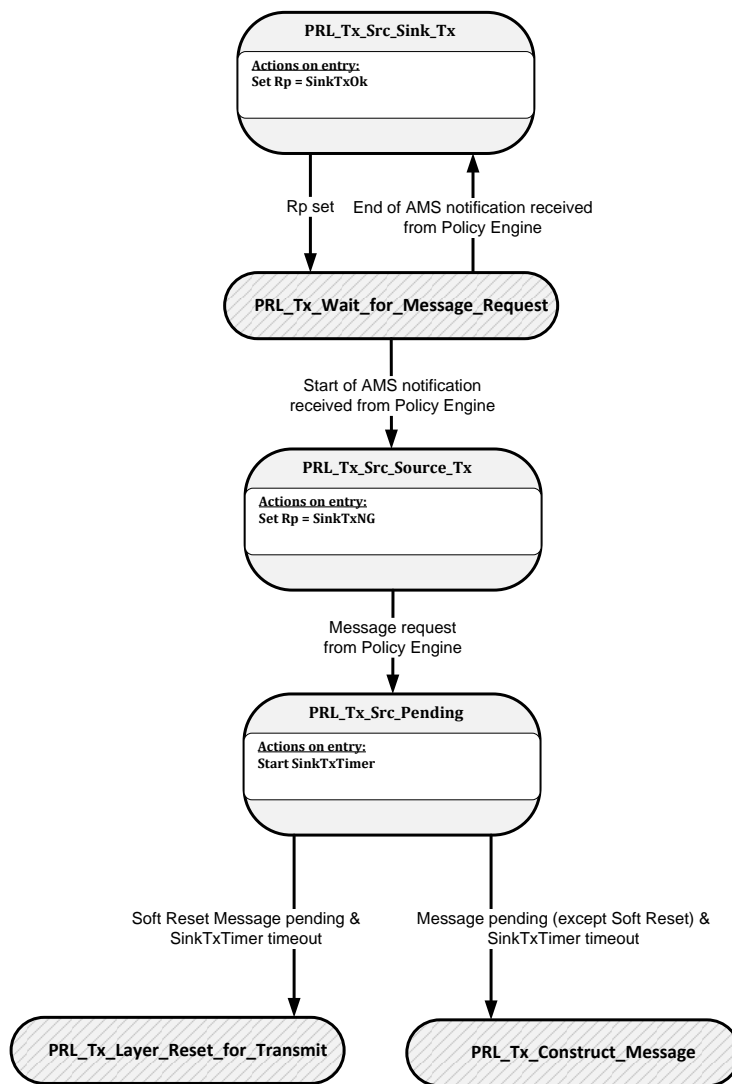 PRL_Tx_Src_Sink_Tx
Actions on entry:
Set Rp = SinkTxOk
Rp set
End of AMS notification received
from Policy Engine
PRL_Tx_Wait_for_Message_Request
Start of AMS notification
received from Policy Engine
PRL_Tx_Src_Source_Tx
Actions on entry:
Set Rp = SinkTxNG
Message request
from Policy Engine
PRL_Tx_Src_Pending
Actions on entry:
Start SinkTxTimer
Soft Reset Message pending &
SinkTxTimer timeout
Message pending (except Soft Reset) &
SinkTxTimer timeout
PRL_Tx_Layer_Reset_for_Transmit
PRL_Tx_Construct_Message